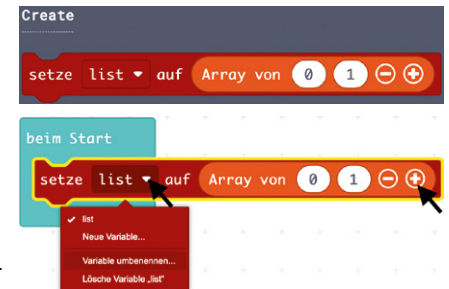 Create
setze list auf Array von 0 1
beim Start
setze list auf Array von 0 1
list
Neue Variable...
Variable umbenennen...
Lösche Variable „list“